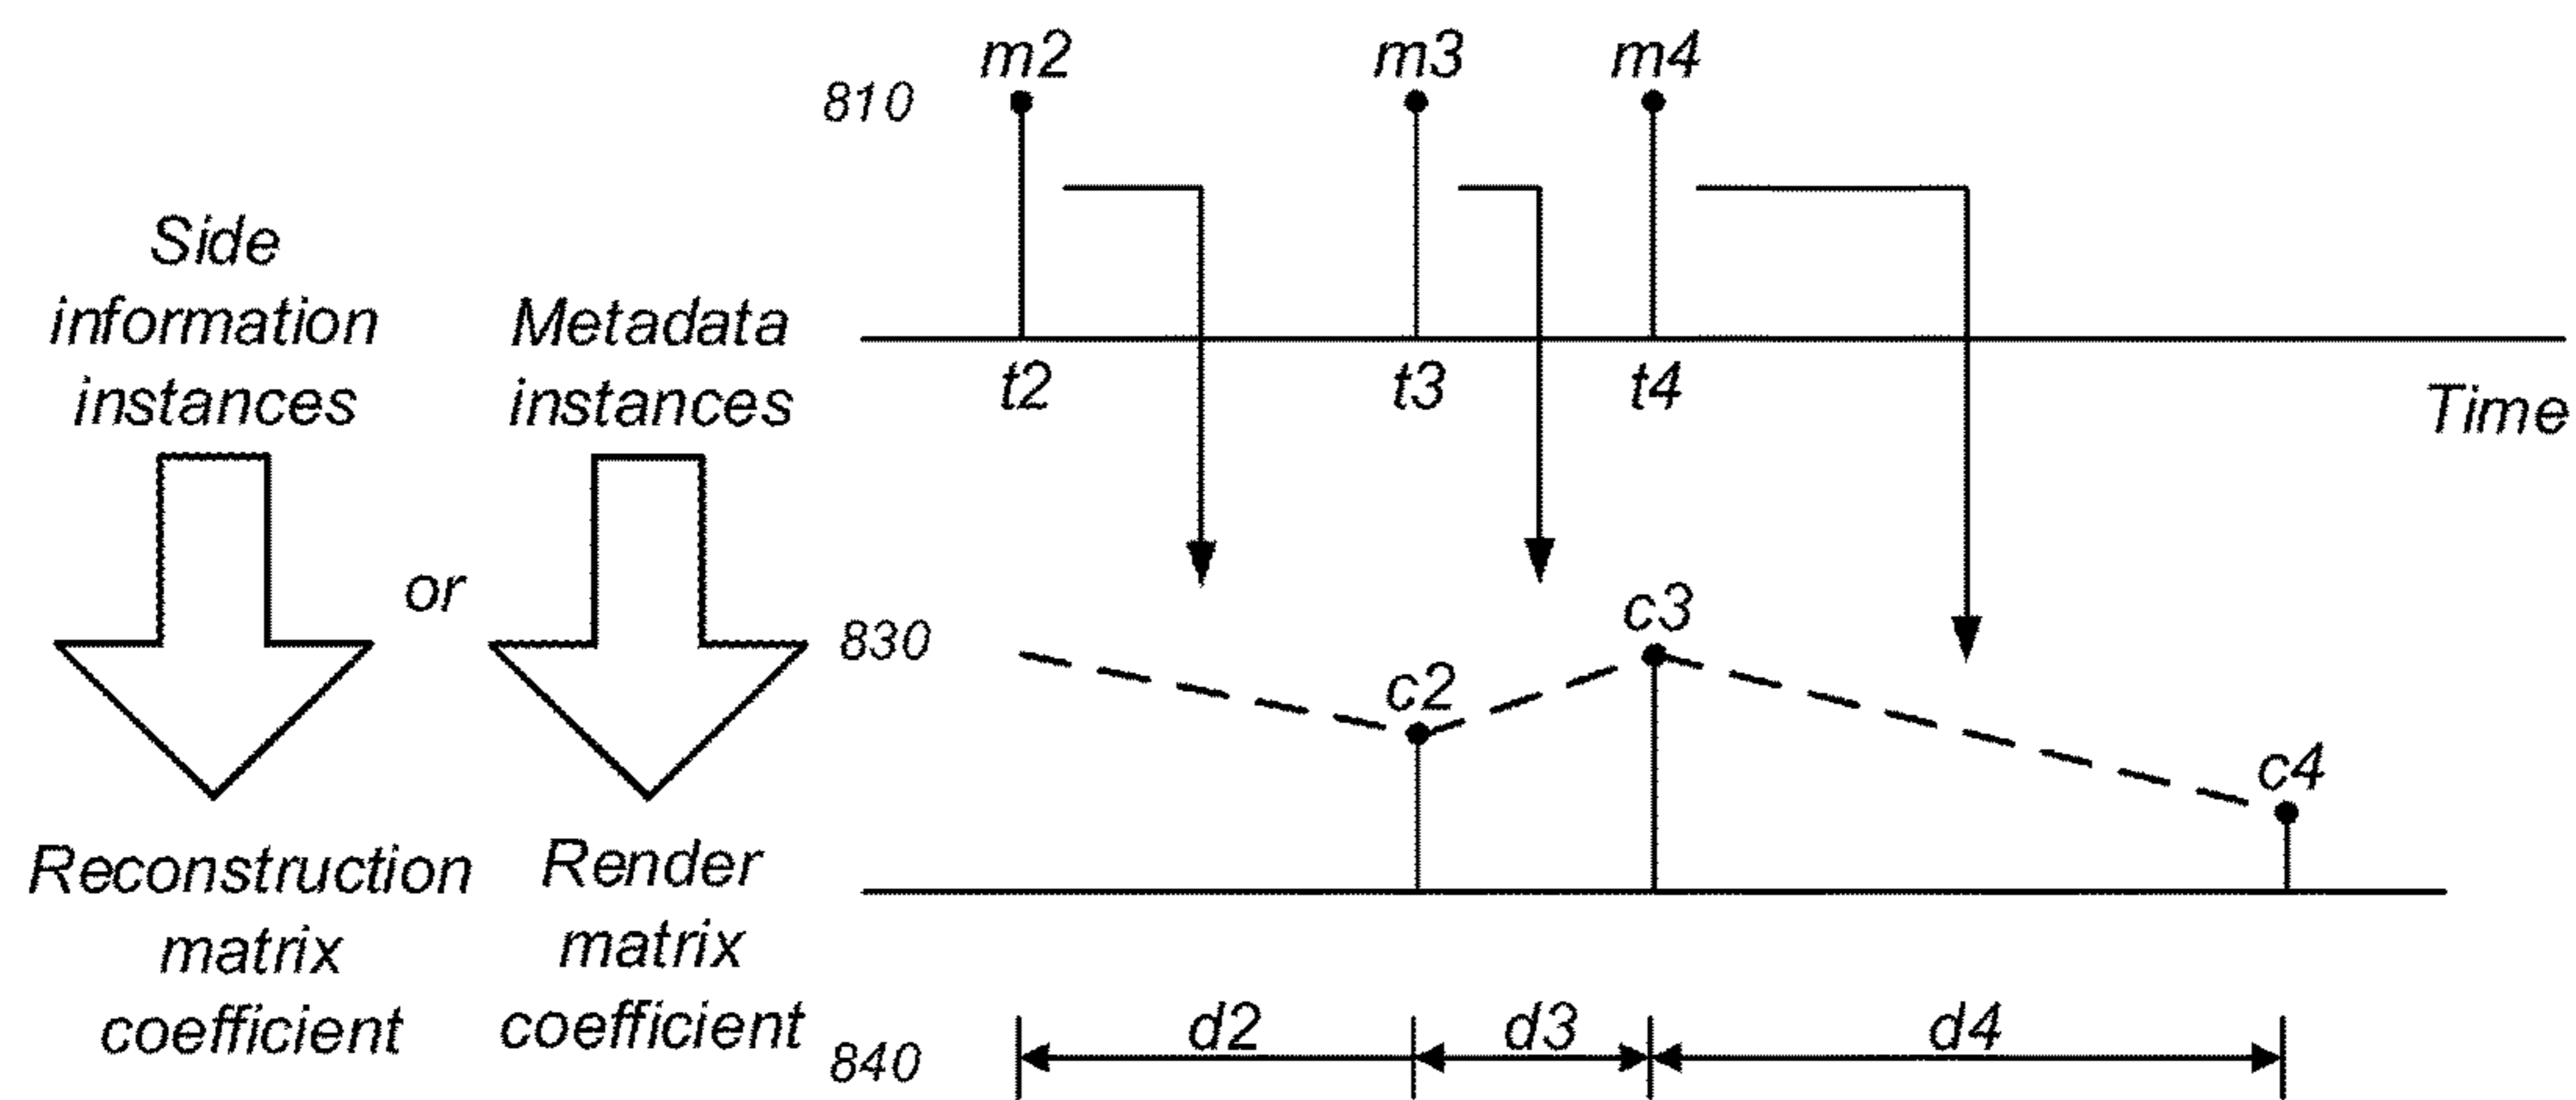 m2 m3 m4
810
Side
information
instances
Metadata
instances
t2 t3 t4
Time
or
830
c3
c2
c4
Reconstruction
matrix
coefficient
Render
matrix
coefficient
840
d2 d3 d4